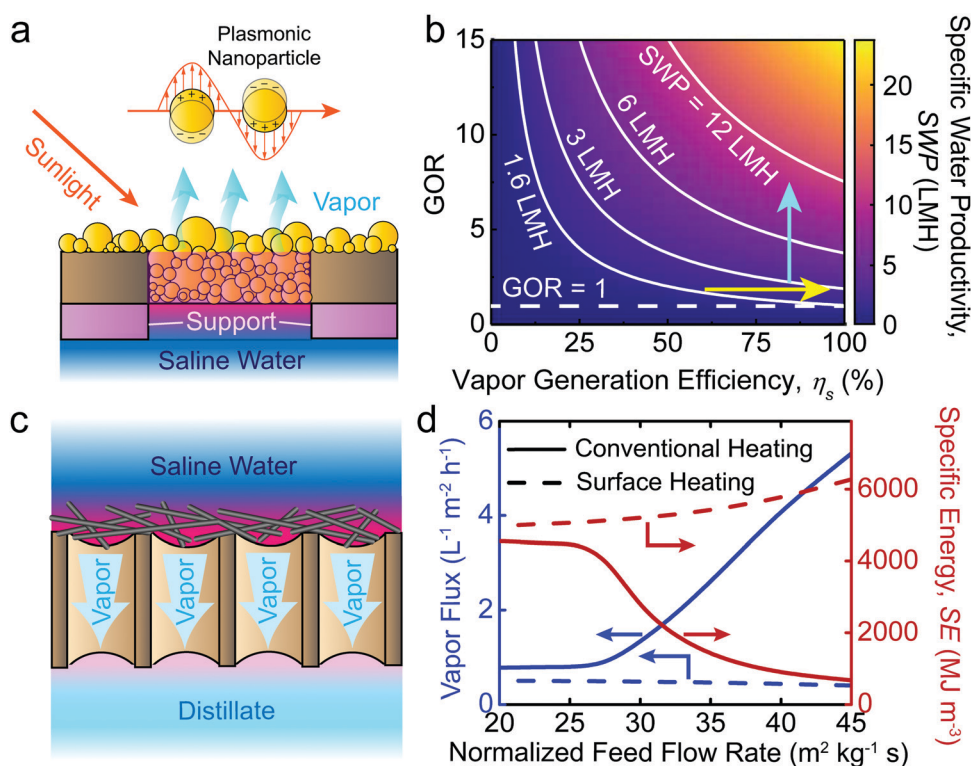 a
Plasmonic
Nanoparticle
Sunlight
Vapor
Support
Saline Water
b
15
10
5
0
GOR
SWP = 12 LMH
6 LMH
3 LMH
1.6 LMH
GOR = 1
0 25 50 75 100
Vapor Generation Efficiency, ηs (%)
20
15
10
5
0
Specific Water Productivity,
SWP (LMH)
c
Saline Water
Vapor
Vapor
Vapor
Vapor
Distillate
d
6
4
2
0
Vapor Flux (L⁻¹ m⁻² h⁻¹)
Conventional Heating
Surface Heating
6000
4000
2000
0
Specific Energy, SE (MJ m⁻³)
20 25 30 35 40 45
Normalized Feed Flow Rate (m² kg⁻¹ s)